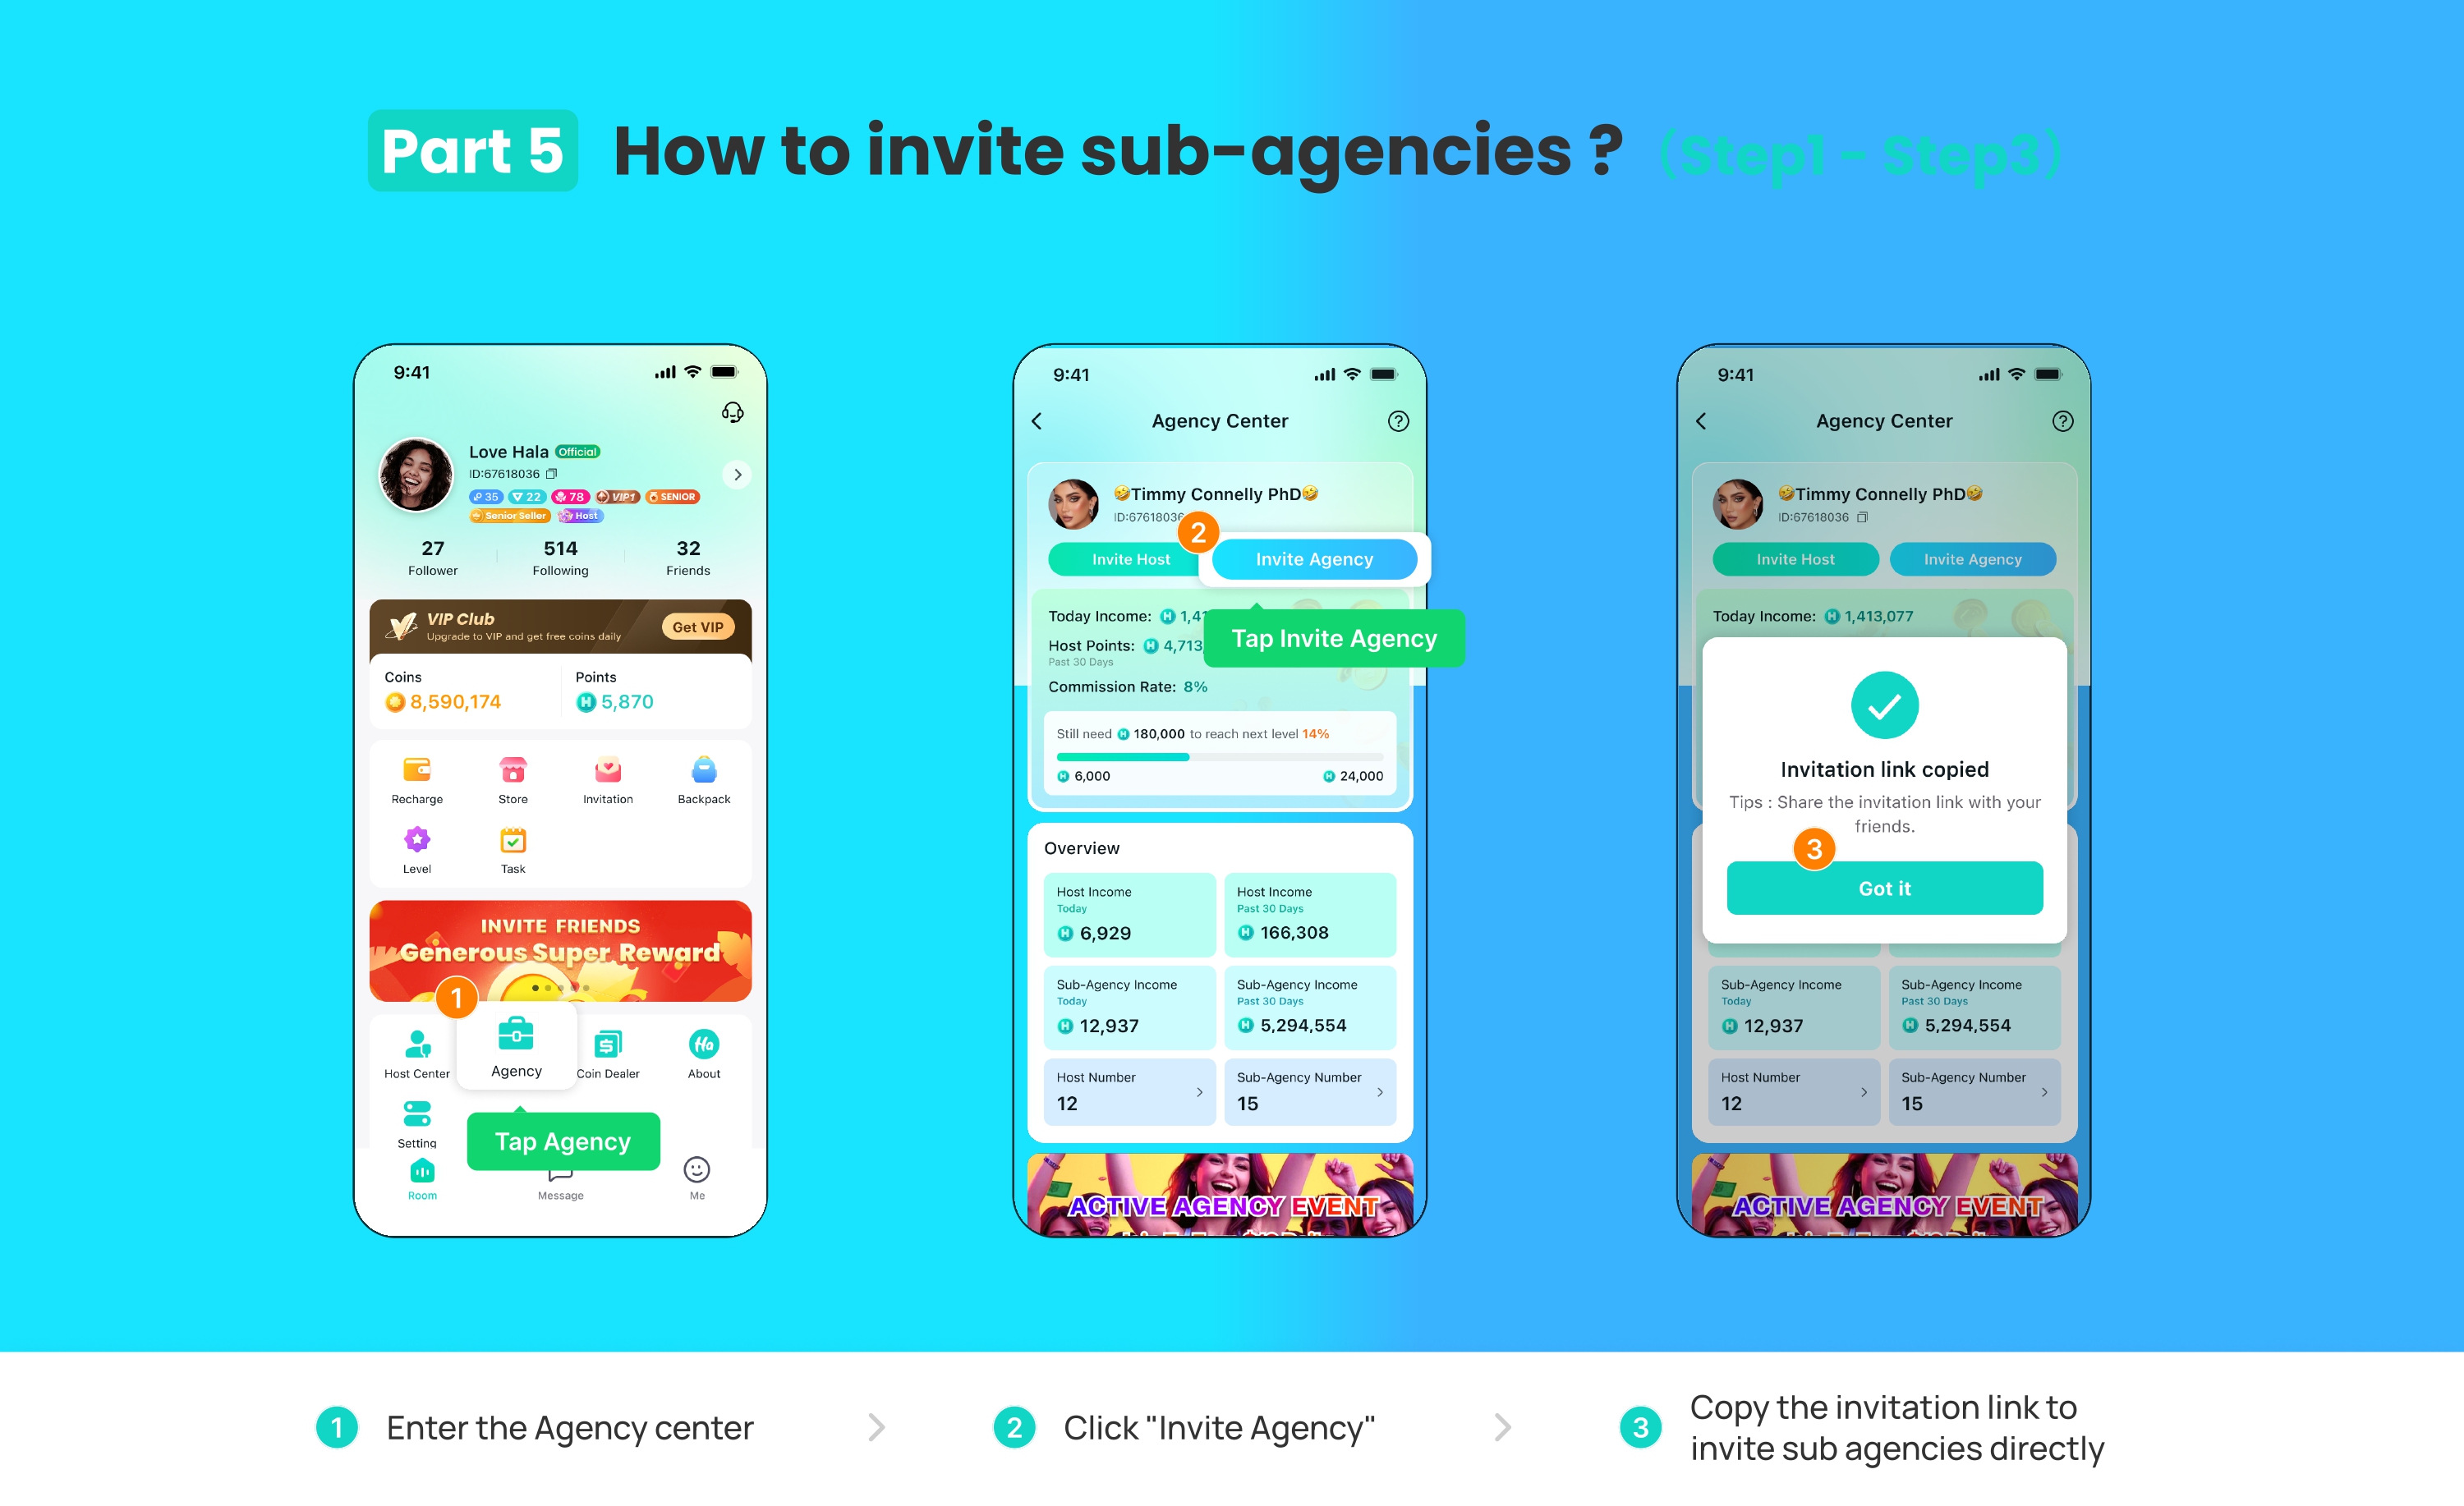 Part 5 How to invite sub-agencies ? (Step1 - Step3)
9:41
Love Hala Official
ID:67618036
35 22 78 VIP1 SENIOR
Senior Seller Host
27 514 32
Follower Following Friends
VIP Club
Upgrade to VIP and get free coins daily
Get VIP
Coins Points
8,590,174 5,870
Recharge Store Invitation Backpack
Level Task
INVITE FRIENDS
Generous Super Reward
1
Host Center Agency Coin Dealer About
Setting
Tap Agency
Room Message Me
9:41
Agency Center
🤣Timmy Connelly PhD🤣
ID:67618036
2
Invite Host Invite Agency
Today Income: 1,41
Tap Invite Agency
Host Points: 4,713
Past 30 Days
Commission Rate: 8%
Still need 180,000 to reach next level 14%
6,000 24,000
Overview
Host Income Host Income
Today Past 30 Days
6,929 166,308
Sub-Agency Income Sub-Agency Income
Today Past 30 Days
12,937 5,294,554
Host Number Sub-Agency Number
12 15
ACTIVE AGENCY EVENT
9:41
Agency Center
🤣Timmy Connelly PhD🤣
ID:67618036
Invite Host Invite Agency
Today Income: 1,413,077
Invitation link copied
Tips : Share the invitation link with your
friends.
3
Got it
Sub-Agency Income Sub-Agency Income
Today Past 30 Days
12,937 5,294,554
Host Number Sub-Agency Number
12 15
ACTIVE AGENCY EVENT
1 Enter the Agency center
2 Click "Invite Agency"
3 Copy the invitation link to
invite sub agencies directly